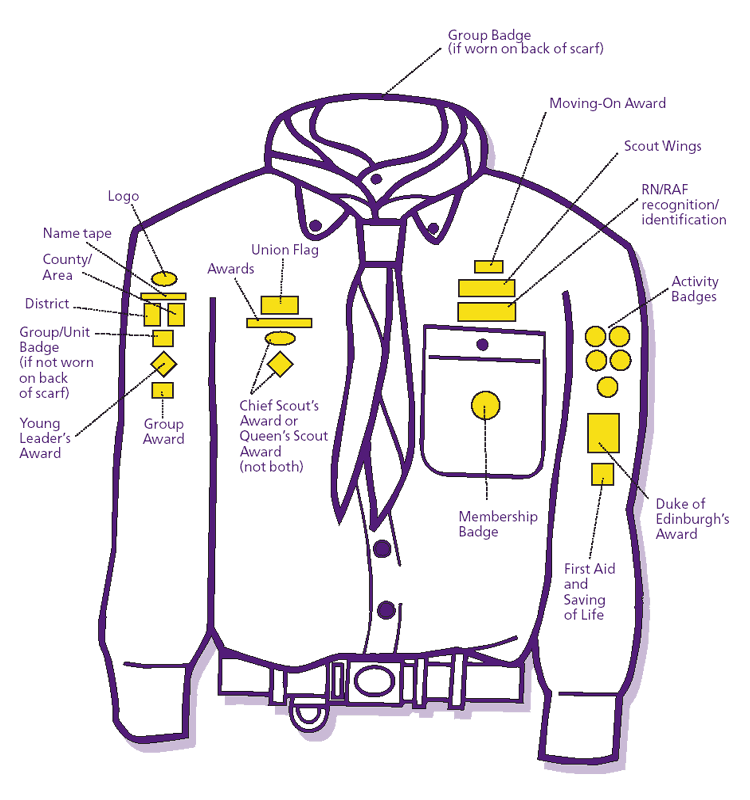 Group Badge
(if worn on back of scarf)
Moving-On Award
Scout Wings
RN/RAF
recognition/
identification
Logo
Name tape
County/
Area
District
Group/Unit
Badge
(if not worn
on back
of scarf)
Young
Leader's
Award
Group
Award
Union Flag
Awards
Chief Scout's
Award or
Queen's Scout
Award
(not both)
Activity
Badges
Membership
Badge
Duke of
Edinburgh's
Award
First Aid
and
Saving
of Life